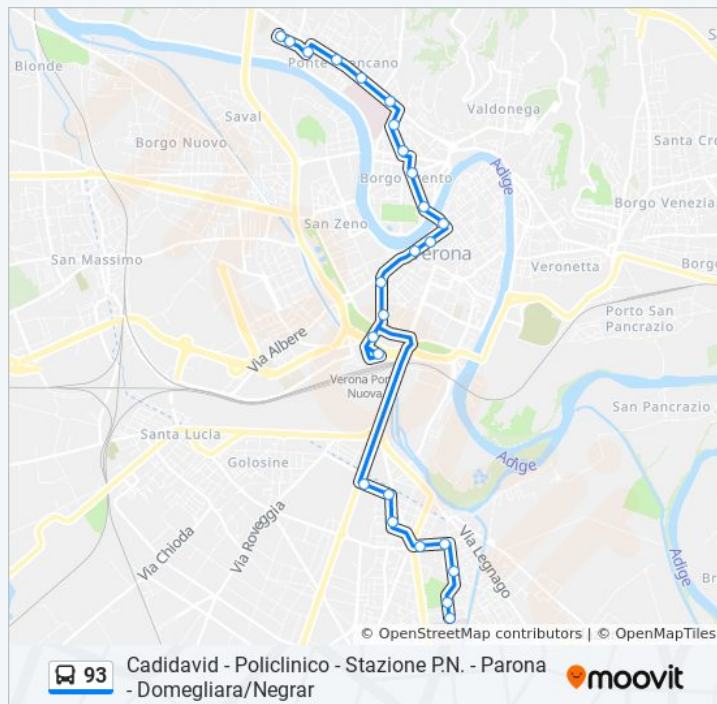 Bionde
Ponte Crencano
Saval
Valdonega
Santa Cro
Borgo Nuovo
Borgo Trento
Adige
Borgo Venezia
San Zeno
San Massimo
Verona
Veronetta
Borgo
Via Albere
Porto San
Pancrazio
Verona Por
Nuova
San Pancrazio
Santa Lucia
Golosine
Adige
Via Chioda
Via Roveggia
Via Legnago
Adige
© OpenStreetMap contributors | © OpenMapTiles
93
Cadidavid - Policlinico - Stazione P.N. - Parona
- Domegliara/Negrar
moovit